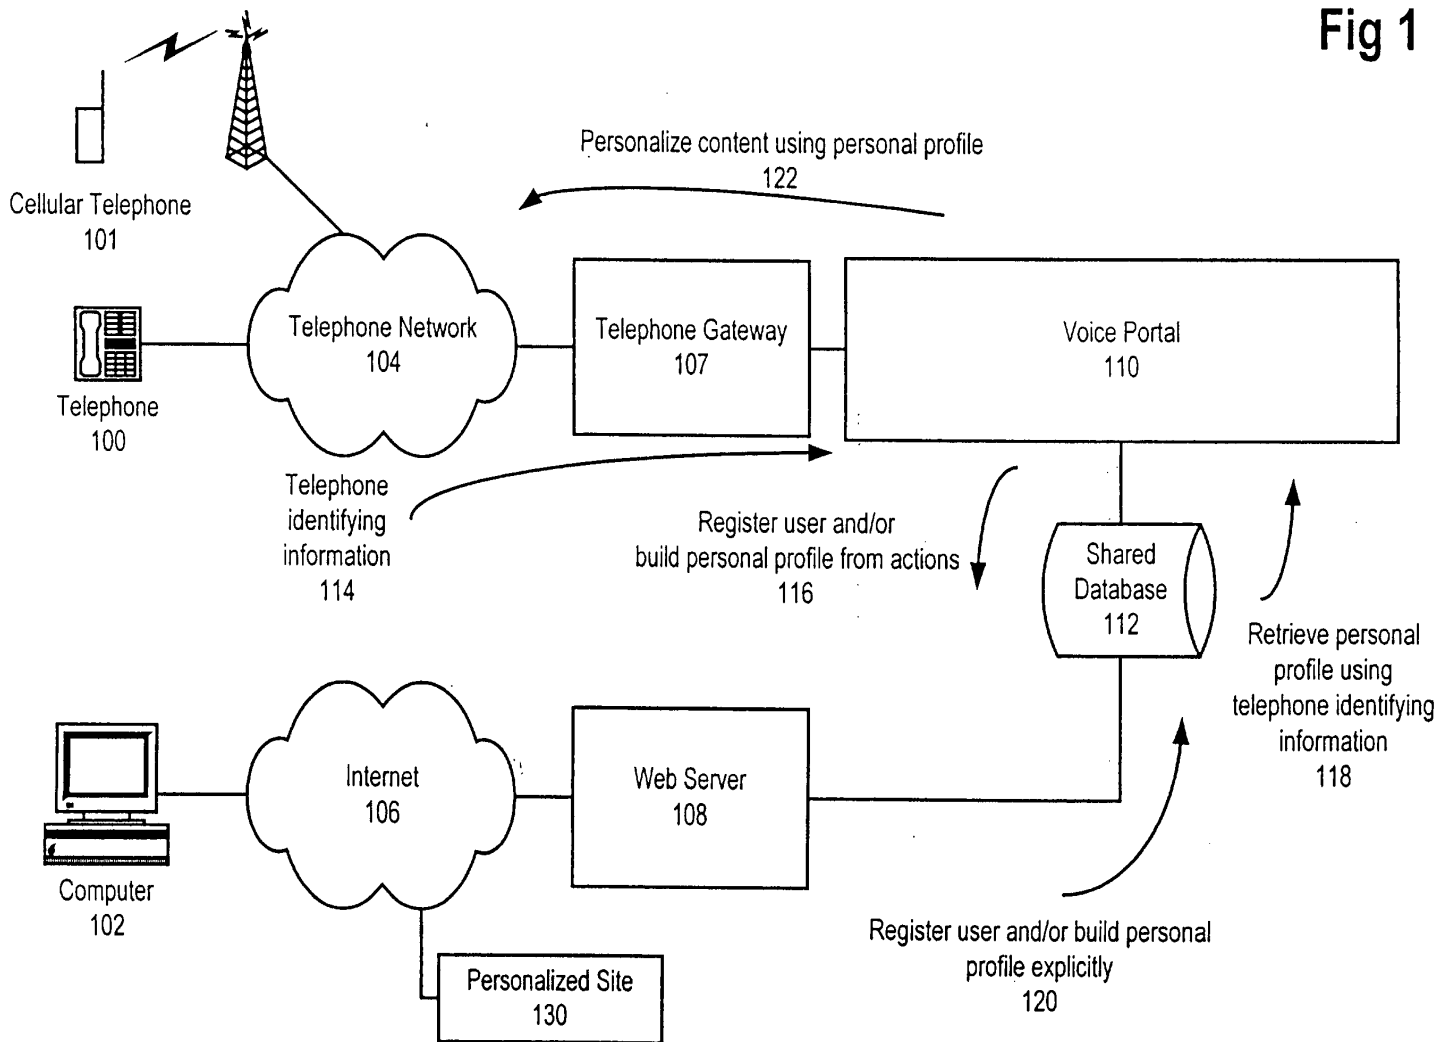 Fig 1
Personalize content using personal profile
122
Cellular Telephone
101
Telephone Network
104
Telephone Gateway
107
Voice Portal
110
Telephone
100
Telephone
identifying
information
114
Register user and/or
build personal profile from actions
116
Shared
Database
112
Retrieve personal
profile using
telephone identifying
information
118
Internet
106
Web Server
108
Computer
102
Register user and/or build personal
profile explicitly
120
Personalized Site
130